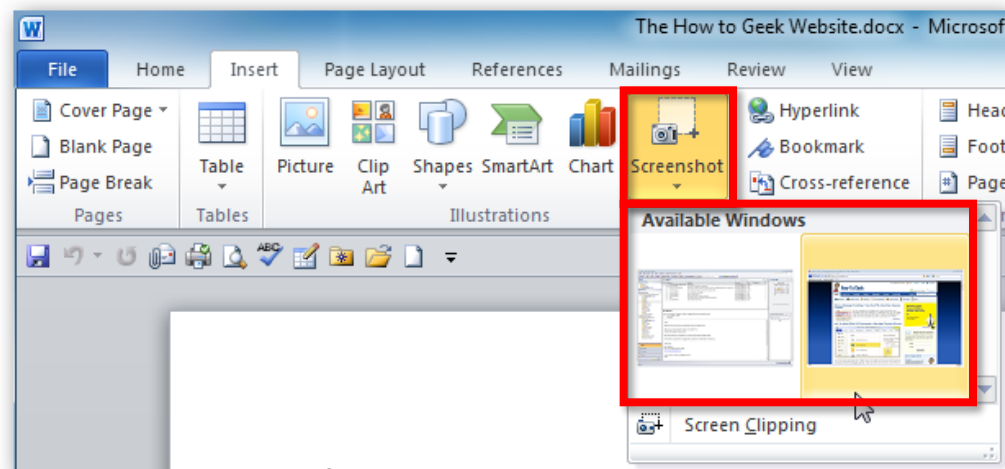 W
The How to Geek Website.docx - Microsof
File Home Insert Page Layout References Mailings Review View
Cover Page
Blank Page
Page Break
Pages
Table
Tables
Picture
Clip
Art
Shapes
SmartArt
Chart
Illustrations
Screenshot
Hyperlink
Bookmark
Cross-reference
Head
Foot
Page
ABC
Available Windows
Screen Clipping